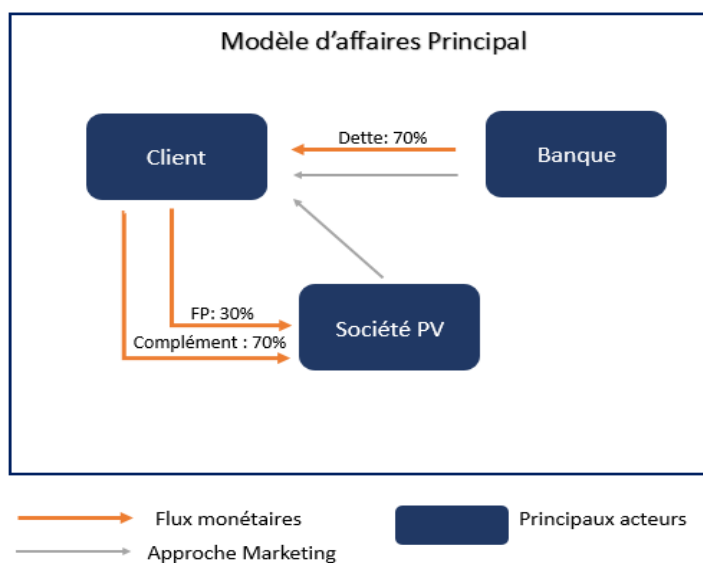 Modèle d'affaires Principal
Client
Dette: 70%
Banque
FP: 30%
Complément : 70%
Société PV
Flux monétaires
Principaux acteurs
Approche Marketing